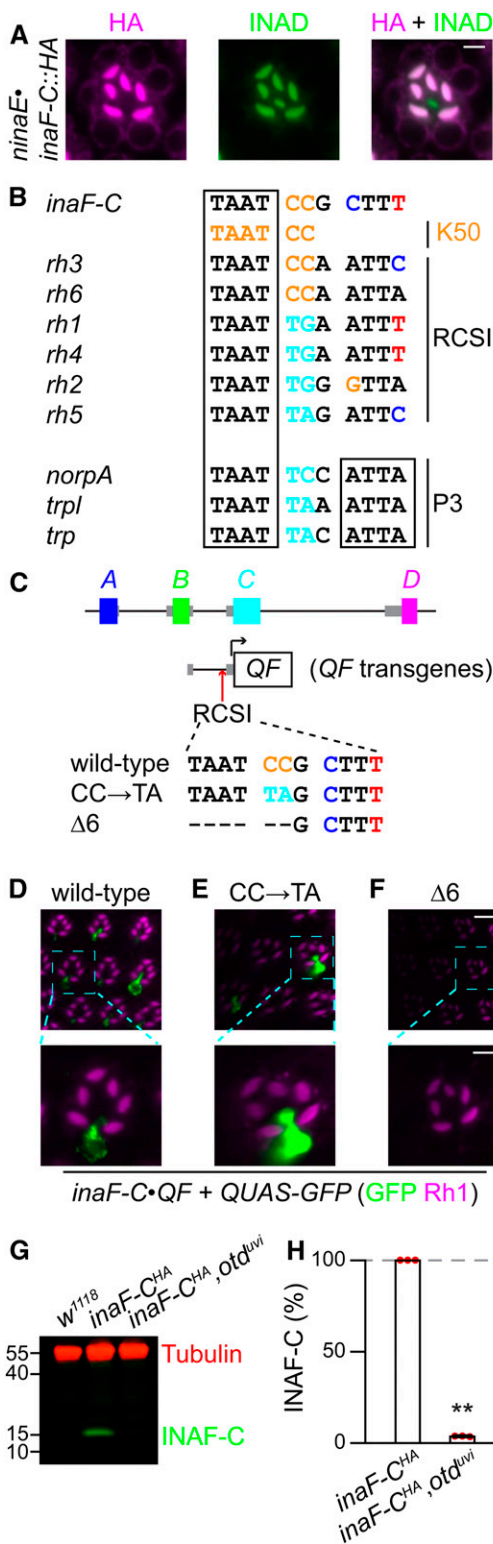 A
HA INAD HA + INAD
ninaE•
inaF-C::HA
B
inaF-C TAAT CCG CTTT
TAAT CC K50
rh3 TAAT CCA ATTC
rh6 TAAT CCA ATTA
rh1 TAAT TGA ATTT
rh4 TAAT TGA ATTT
rh2 TAAT TGG GTTA
rh5 TAAT TAG ATTC
RCSI
norpA TAAT TCC ATTA
trpl TAAT TAA ATTA
trp TAAT TAC ATTA
P3
C
A B C D
QF (QF transgenes)
RCSI
wild-type TAAT CCG CTTT
CC→TA TAAT TAG CTTT
Δ6 ---- --G CTTT
D wild-type E CC→TA F Δ6
inaF-C•QF + QUAS-GFP (GFP Rh1)
G
w1118 inaF-CHA inaF-CHA,otduvi
55 Tubulin
40
15 INAF-C
10
H
INAF-C (%)
100
50
0
**
inaF-CHA
inaF-CHA,otduvi